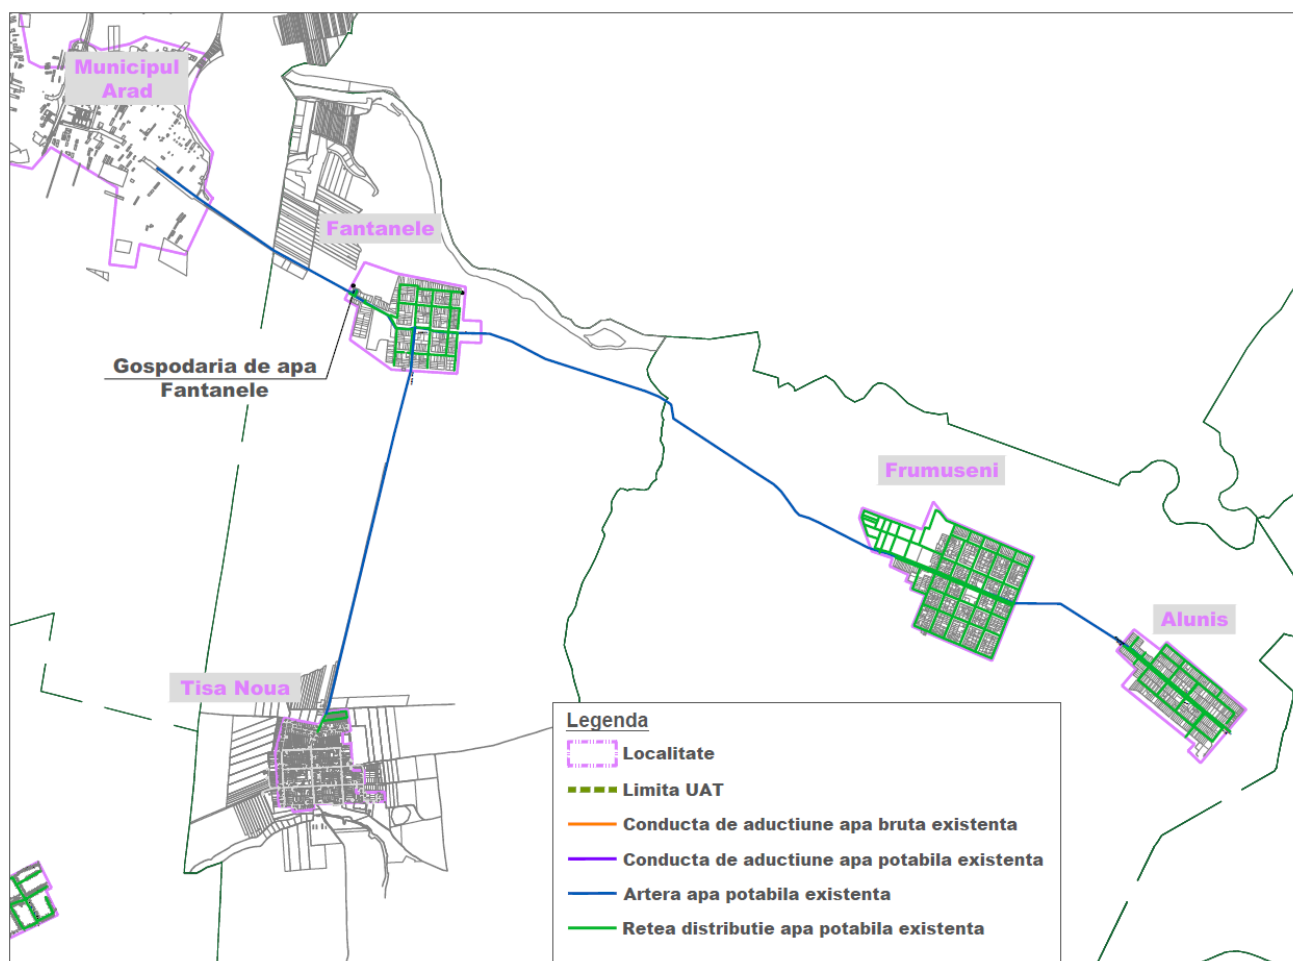 Municipul
Arad
Fantanele
Gospodaria de apa
Fantanele
Frumuseni
Alunis
Tisa Noua
Legenda
Localitate
Limita UAT
Conducta de aductiune apa bruta existenta
Conducta de aductiune apa potabila existenta
Artera apa potabila existenta
Retea distributie apa potabila existenta